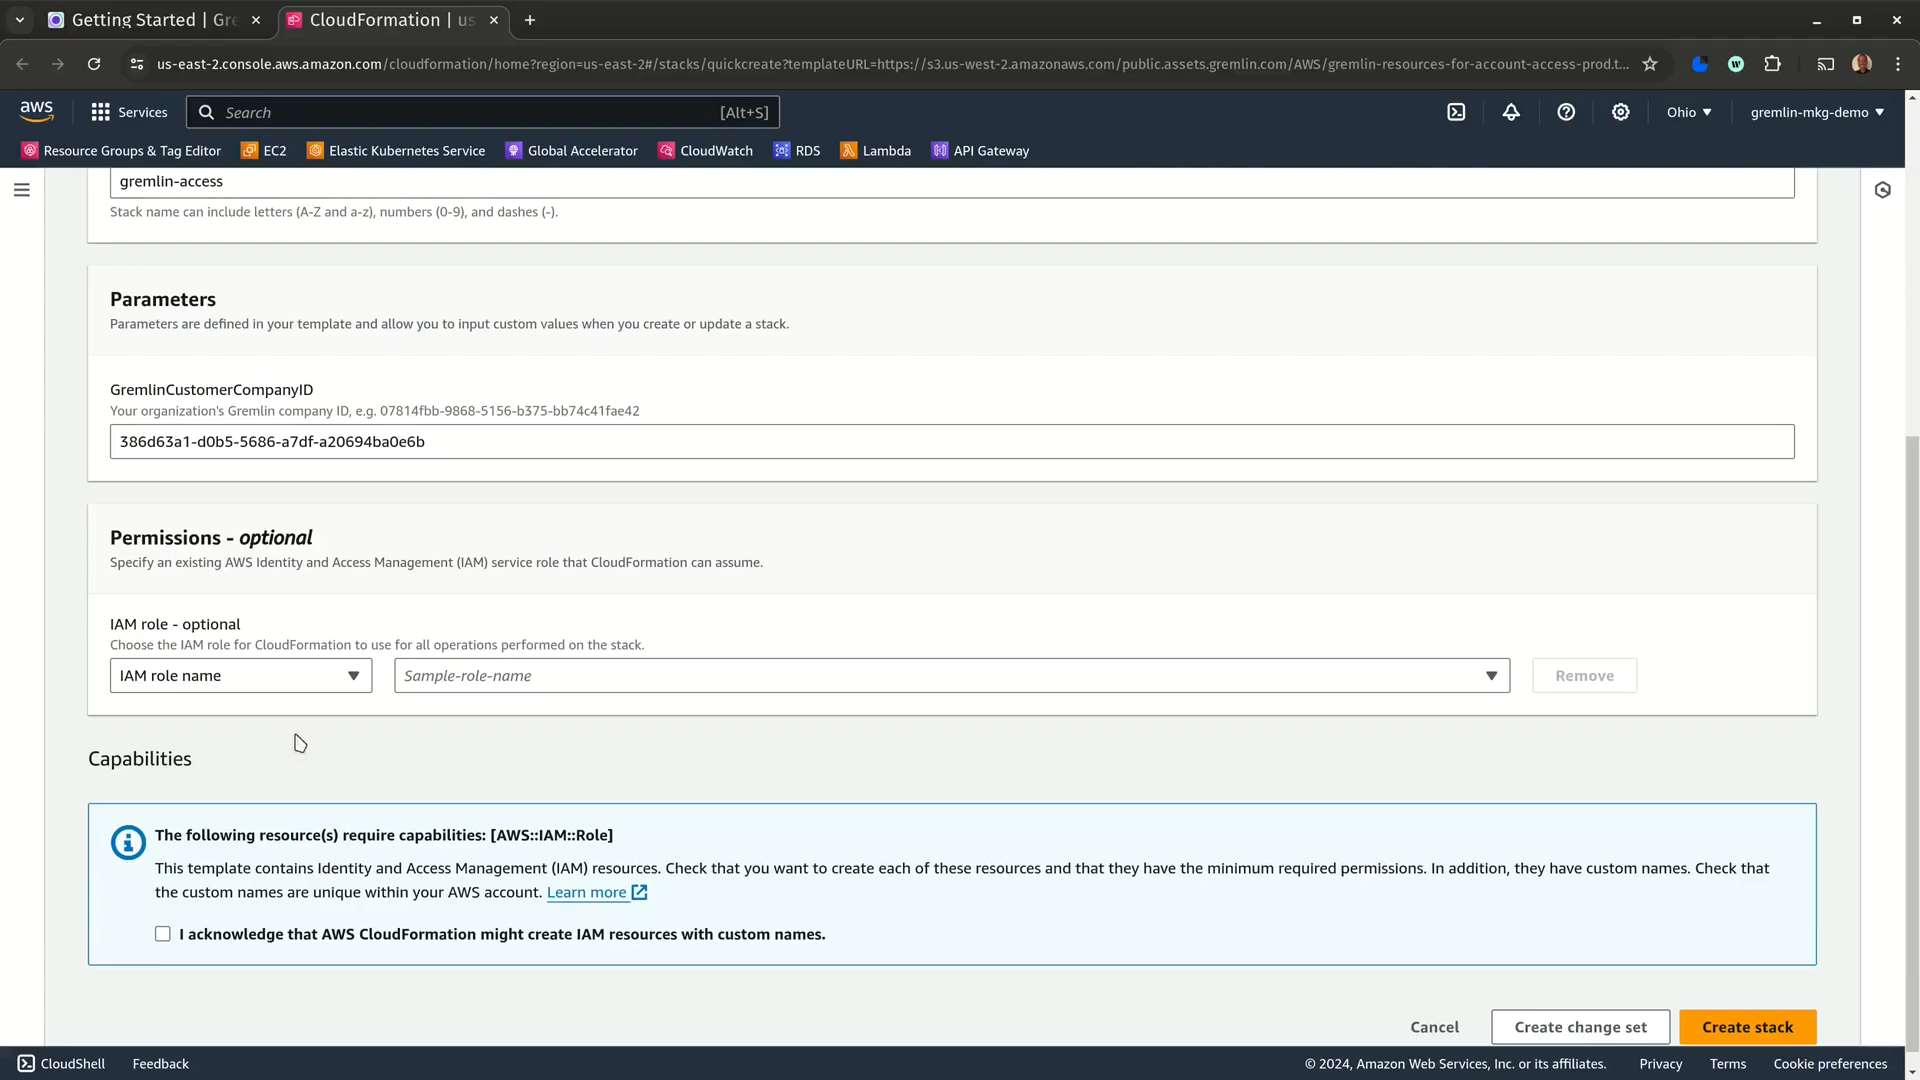 Getting Started | Gre
CloudFormation | us
us-east-2.console.aws.amazon.com/cloudformation/home?region=us-east-2#/stacks/quickcreate?templateURL=https://s3.us-west-2.amazonaws.com/public.assets.gremlin.com/AWS/gremlin-resources-for-account-access-prod.t...
aws
Services
Search
[Alt+S]
Ohio
gremlin-mkg-demo
Resource Groups & Tag Editor
EC2
Elastic Kubernetes Service
Global Accelerator
CloudWatch
RDS
Lambda
API Gateway
gremlin-access
Stack name can include letters (A-Z and a-z), numbers (0-9), and dashes (-).
Parameters
Parameters are defined in your template and allow you to input custom values when you create or update a stack.
GremlinCustomerCompanyID
Your organization's Gremlin company ID, e.g. 07814fbb-9868-5156-b375-bb74c41fae42
386d63a1-d0b5-5686-a7df-a20694ba0e6b
Permissions - optional
Specify an existing AWS Identity and Access Management (IAM) service role that CloudFormation can assume.
IAM role - optional
Choose the IAM role for CloudFormation to use for all operations performed on the stack.
IAM role name
Sample-role-name
Remove
Capabilities
The following resource(s) require capabilities: [AWS::IAM::Role]
This template contains Identity and Access Management (IAM) resources. Check that you want to create each of these resources and that they have the minimum required permissions. In addition, they have custom names. Check that
the custom names are unique within your AWS account. Learn more
I acknowledge that AWS CloudFormation might create IAM resources with custom names.
Cancel
Create change set
Create stack
CloudShell
Feedback
© 2024, Amazon Web Services, Inc. or its affiliates.
Privacy
Terms
Cookie preferences